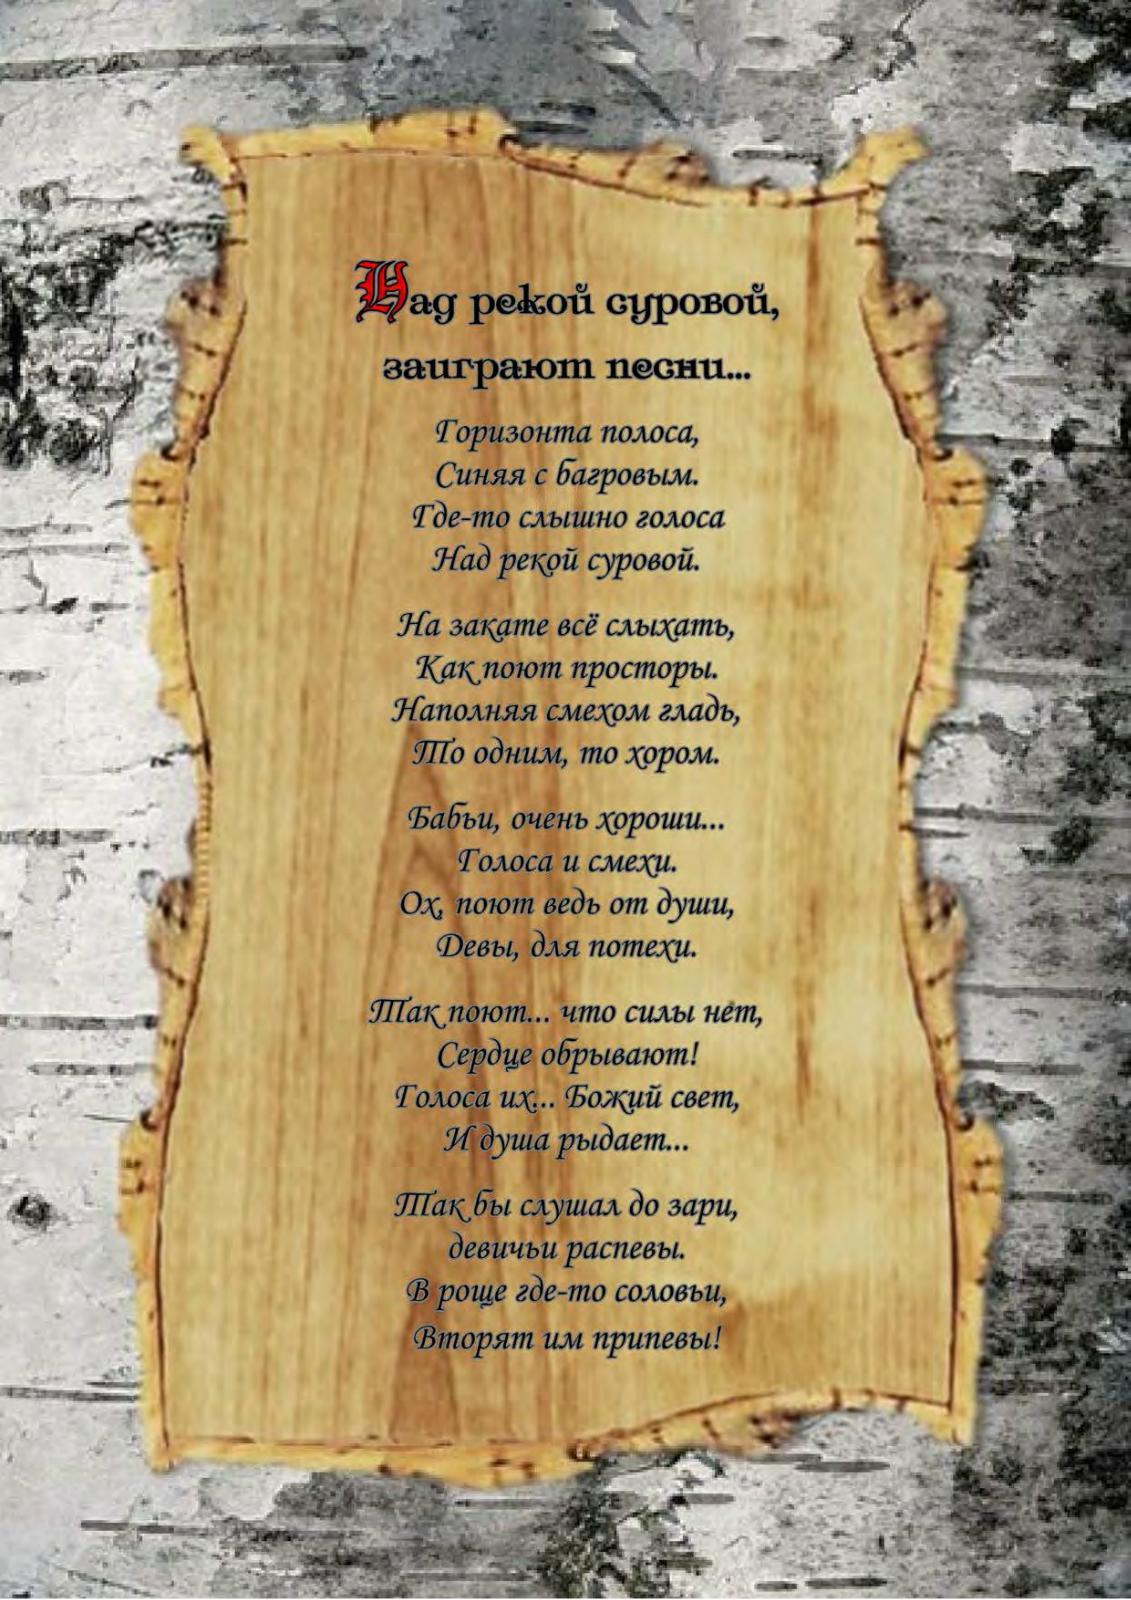 Над рекой суровой,
заиграют песни...
Горизонта полоса,
Синяя с багровым.
Где-то слышно голоса
Над рекой суровой.
На закате всё слыхать,
Как поют просторы.
Наполняя смехом гладь,
То одним, то хором.
Бабьи, очень хороши...
Голоса и смехи.
Ох, поют ведь от души,
Девы, для потехи.
Так поют... что силы нет,
Сердце обрывают!
Голоса их... Божий свет,
И душа рыдает...
Так бы слушал до зари,
девичьи распевы.
В роще где-то соловьи,
Вторят им припевы!